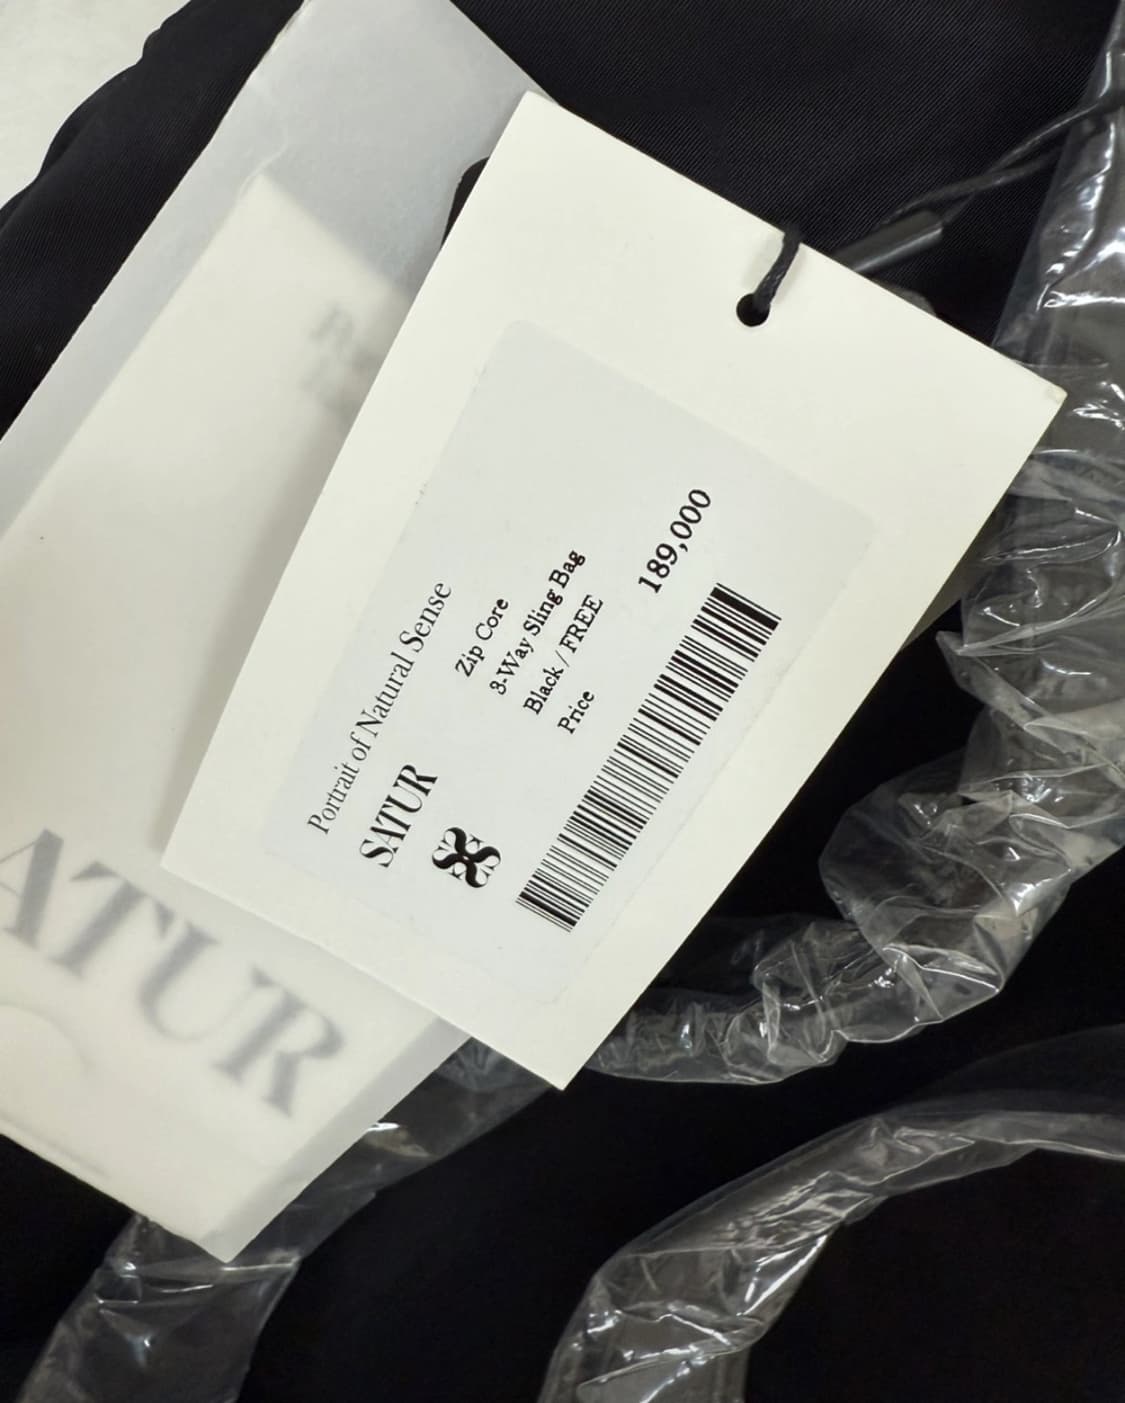 Portrait of Natural Sense
SATUR
Zip Core
3-Way Sling Bag
Black / FREE
Price
189,000
ATUR